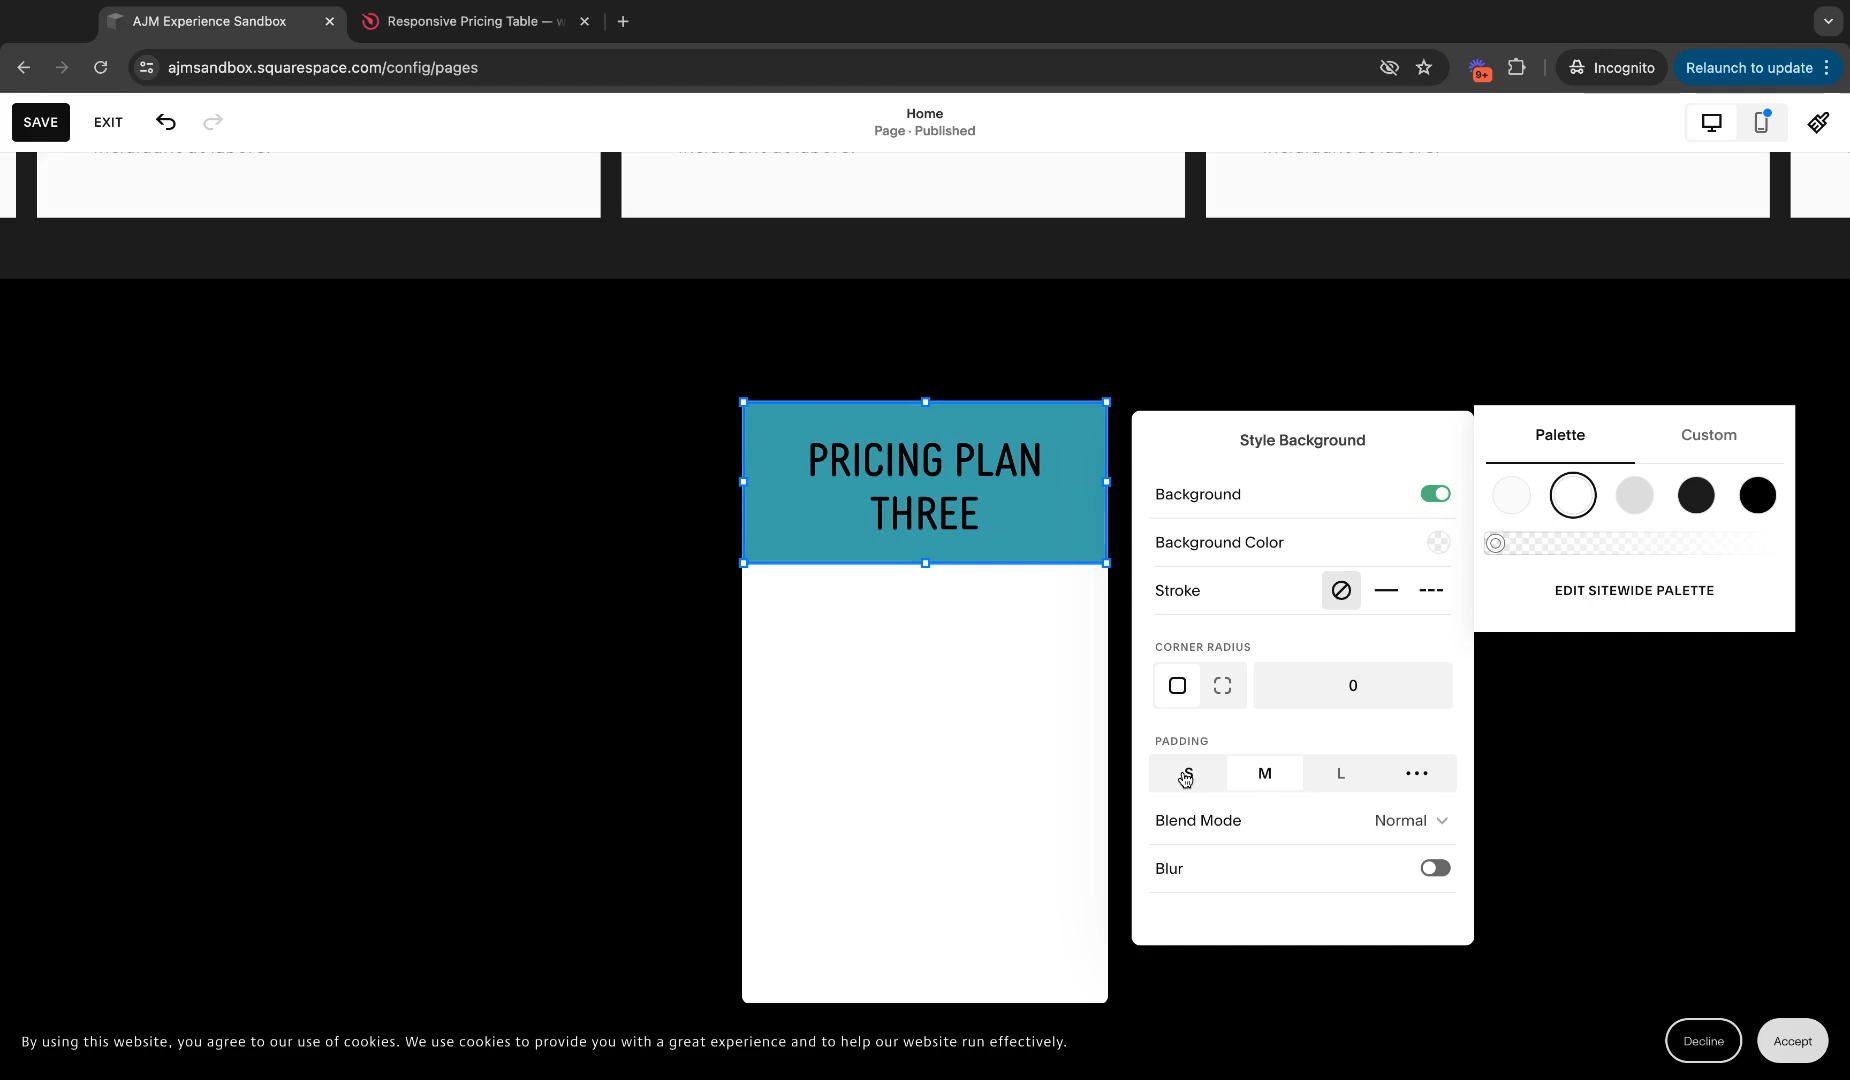 AJM Experience Sandbox
Responsive Pricing Table — w
ajmsandbox.squarespace.com/config/pages
9+
Incognito
Relaunch to update
SAVE
EXIT
Home
Page · Published
PRICING PLAN
THREE
Style Background
Background
Background Color
Stroke
CORNER RADIUS
0
PADDING
S
M
L
Blend Mode
Normal
Blur
Palette
Custom
EDIT SITEWIDE PALETTE
By using this website, you agree to our use of cookies. We use cookies to provide you with a great experience and to help our website run effectively.
Decline
Accept